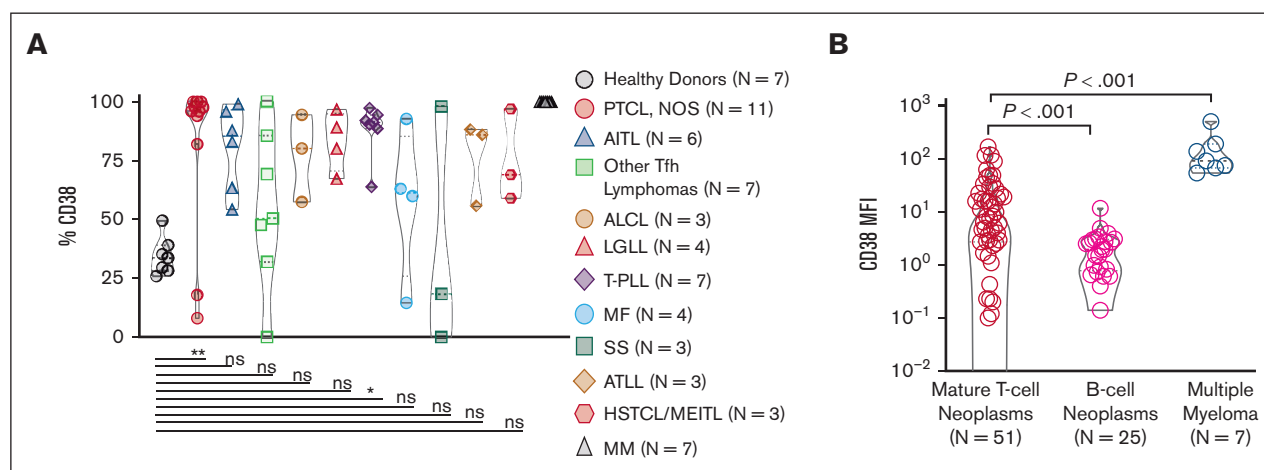 A
B
% CD38
100
75
50
25
0
**
ns
ns
ns
ns
*
ns
ns
ns
ns
Healthy Donors (N = 7)
PTCL, NOS (N = 11)
AITL (N = 6)
Other Tfh
Lymphomas (N = 7)
ALCL (N = 3)
LGLL (N = 4)
T-PLL (N = 7)
MF (N = 4)
SS (N = 3)
ATLL (N = 3)
HSTCL/MEITL (N = 3)
MM (N = 7)
P < .001
P < .001
CD38 MFI
10³
10²
10¹
10⁰
10⁻¹
10⁻²
Mature T-cell
Neoplasms
(N = 51)
B-cell
Neoplasms
(N = 25)
Multiple
Myeloma
(N = 7)